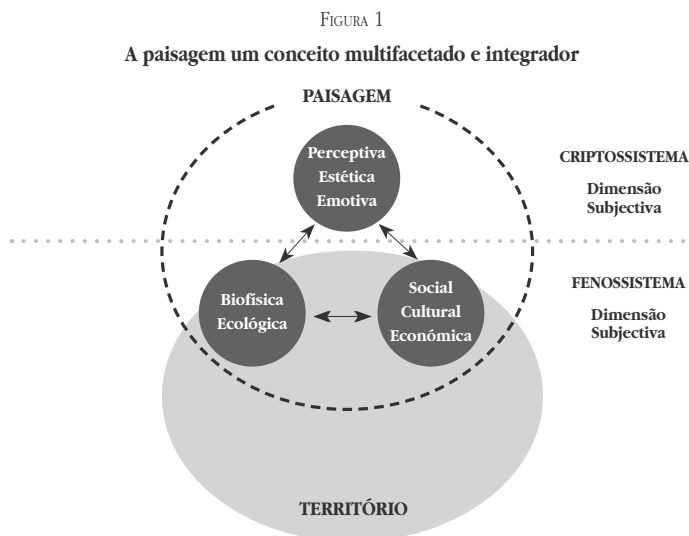 FIGURA 1
A paisagem um conceito multifacetado e integrador
PAISAGEM
Perceptiva
Estética
Emotiva
CRIPTOSSISTEMA
Dimensão
Subjectiva
Biofísica
Ecológica
Social
Cultural
Económica
FENOSSISTEMA
Dimensão
Subjectiva
TERRITÓRIO